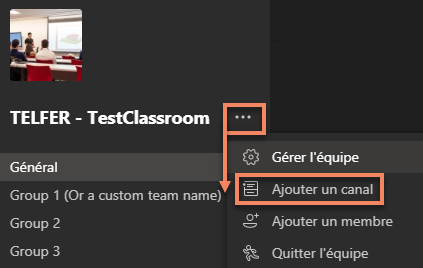 TELFER - TestClassroom ...
Général
Group 1 (Or a custom team name)
Group 2
Group 3
Gérer l'équipe
Ajouter un canal
Ajouter un membre
Quitter l'équipe